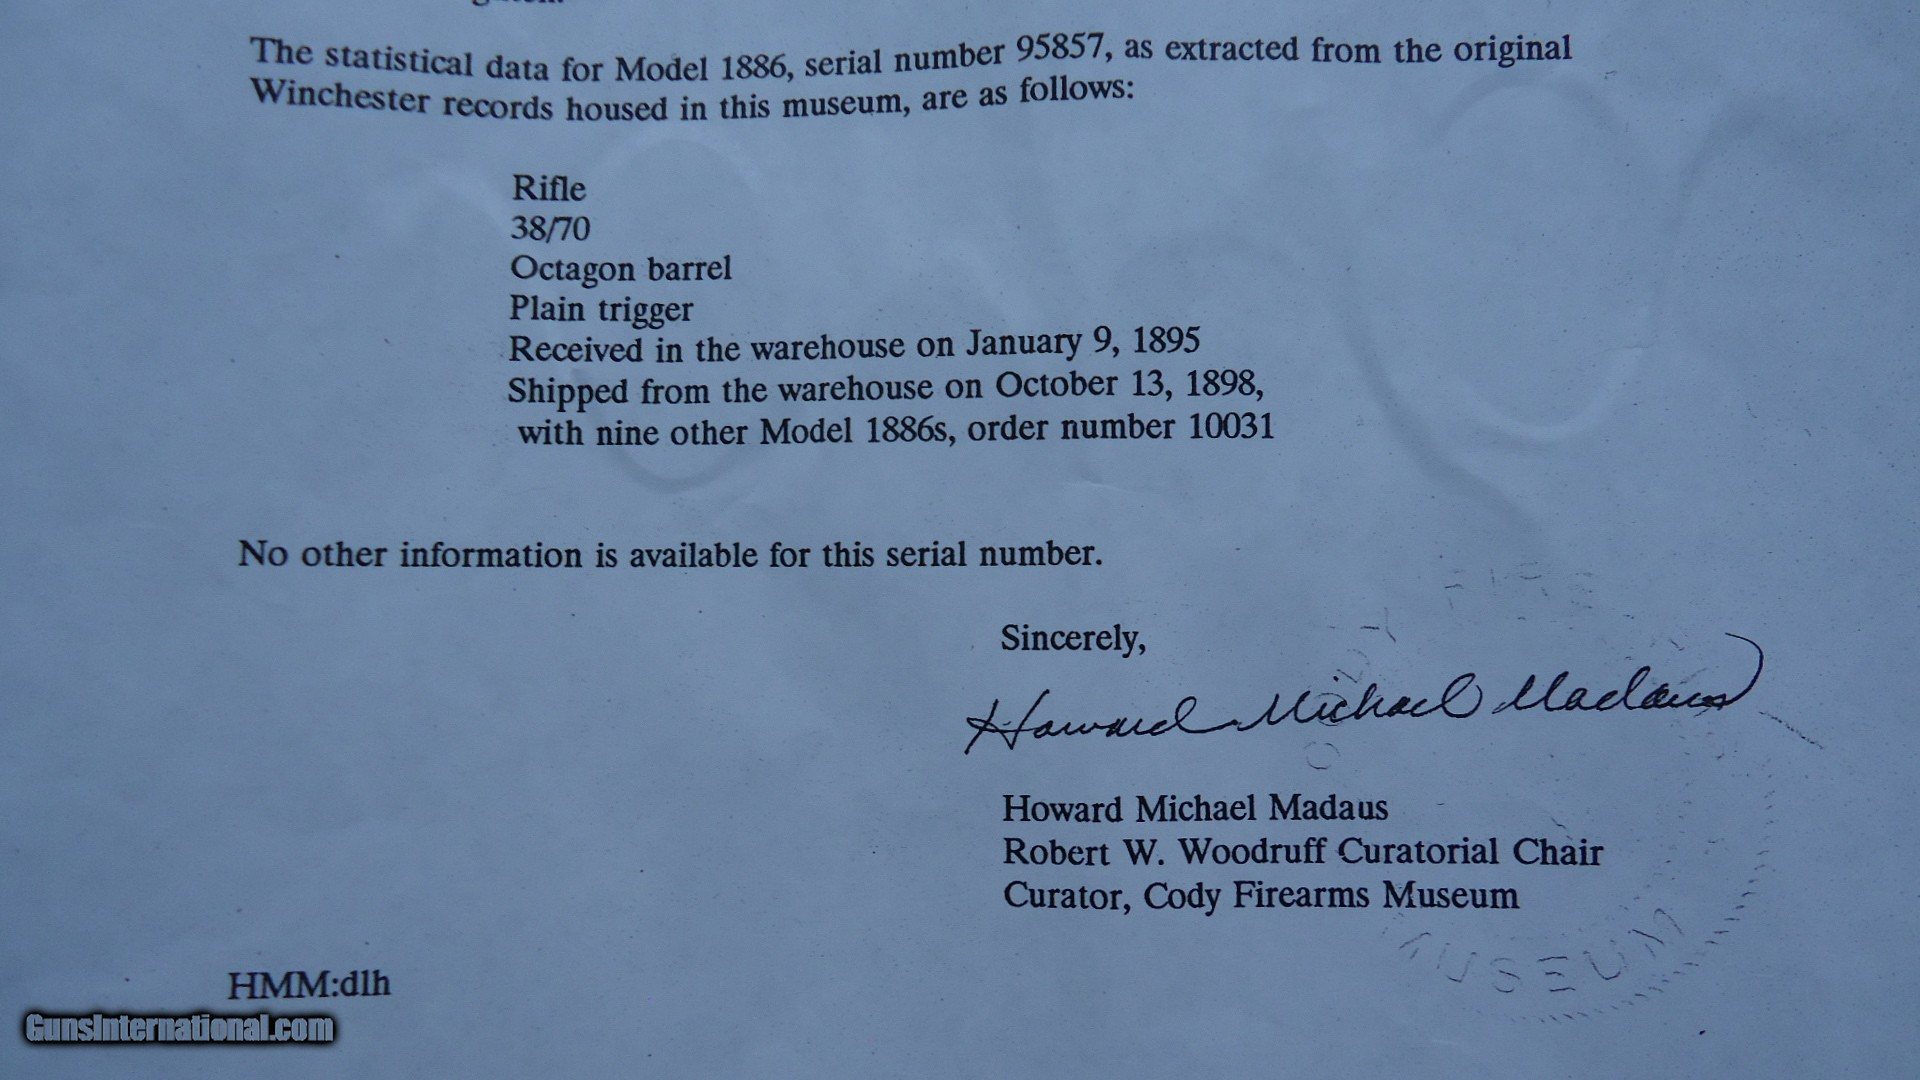 The statistical data for Model 1886, serial number 95857, as extracted from the original
Winchester records housed in this museum, are as follows:
Rifle
38/70
Octagon barrel
Plain trigger
Received in the warehouse on January 9, 1895
Shipped from the warehouse on October 13, 1898,
with nine other Model 1886s, order number 10031
No other information is available for this serial number.
Sincerely,
Howard Michael Madaus
Howard Michael Madaus
Robert W. Woodruff Curatorial Chair
Curator, Cody Firearms Museum
MUSEUM
HMM:dlh
GunsInternational.com